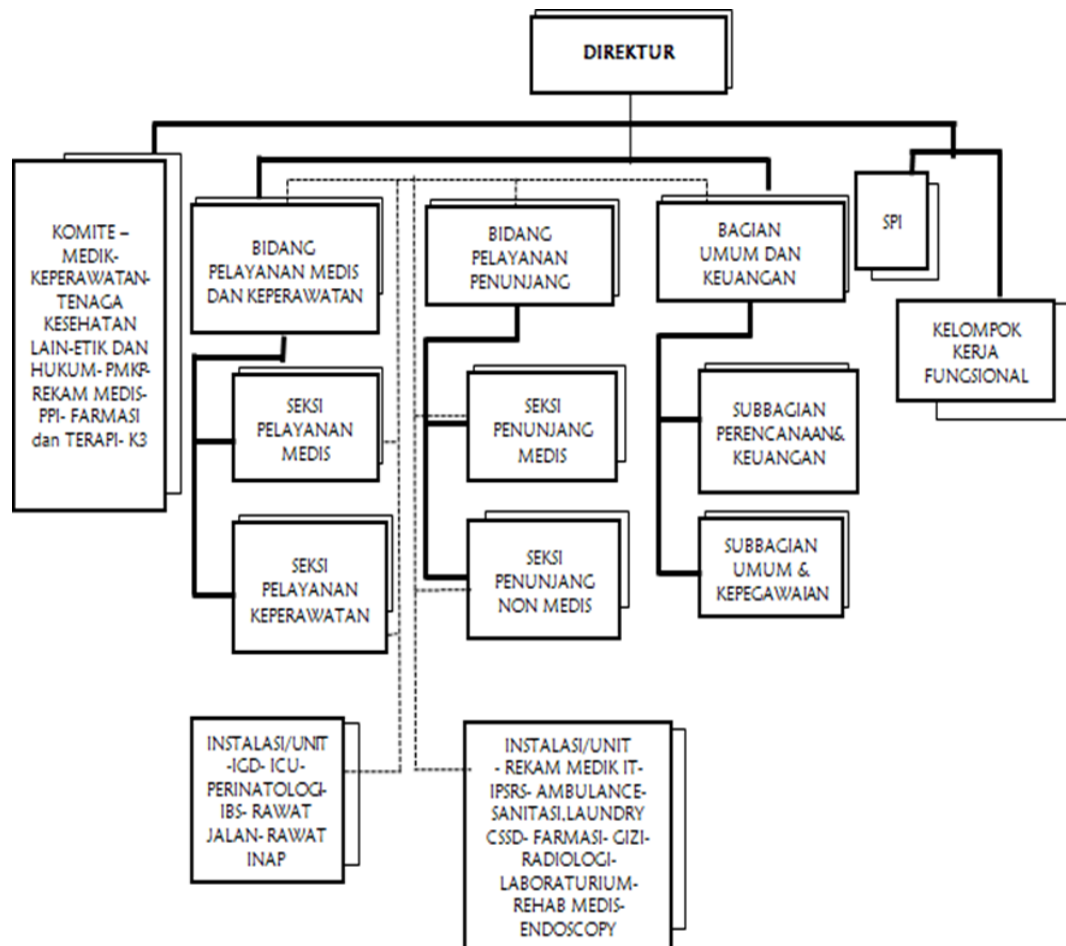 DIREKTUR
KOMITE –
MEDIK-
KEPERAWATAN-
TENAGA
KESEHATAN
LAIN-ETIK DAN
HUKUM- PMKP-
REKAM MEDIS-
PPI- FARMASI
dan TERAPI- K3
BIDANG
PELAYANAN MEDIS
DAN KEPERAWATAN
BIDANG
PELAYANAN
PENUNJANG
BAGIAN
UMUM DAN
KEUANGAN
SPI
KELOMPOK
KERJA
FUNGSIONAL
SEKSI
PELAYANAN
MEDIS
SEKSI
PENUNJANG
MEDIS
SUBBAGIAN
PERENCANAAN&
KEUANGAN
SEKSI
PELAYANAN
KEPERAWATAN
SEKSI
PENUNJANG
NON MEDIS
SUBBAGIAN
UMUM &
KEPEGAWAIAN
INSTALASI/UNIT
-IGD- ICU-
PERINATOLOGI-
IBS- RAWAT
JALAN- RAWAT
INAP
INSTALASI/UNIT
- REKAM MEDIK IT-
IPSRS- AMBULANCE-
SANITASI,LAUNDRY
CSSD- FARMASI- GIZI-
RADIOLOGI-
LABORATURIUM-
REHAB MEDIS-
ENDOSCOPY